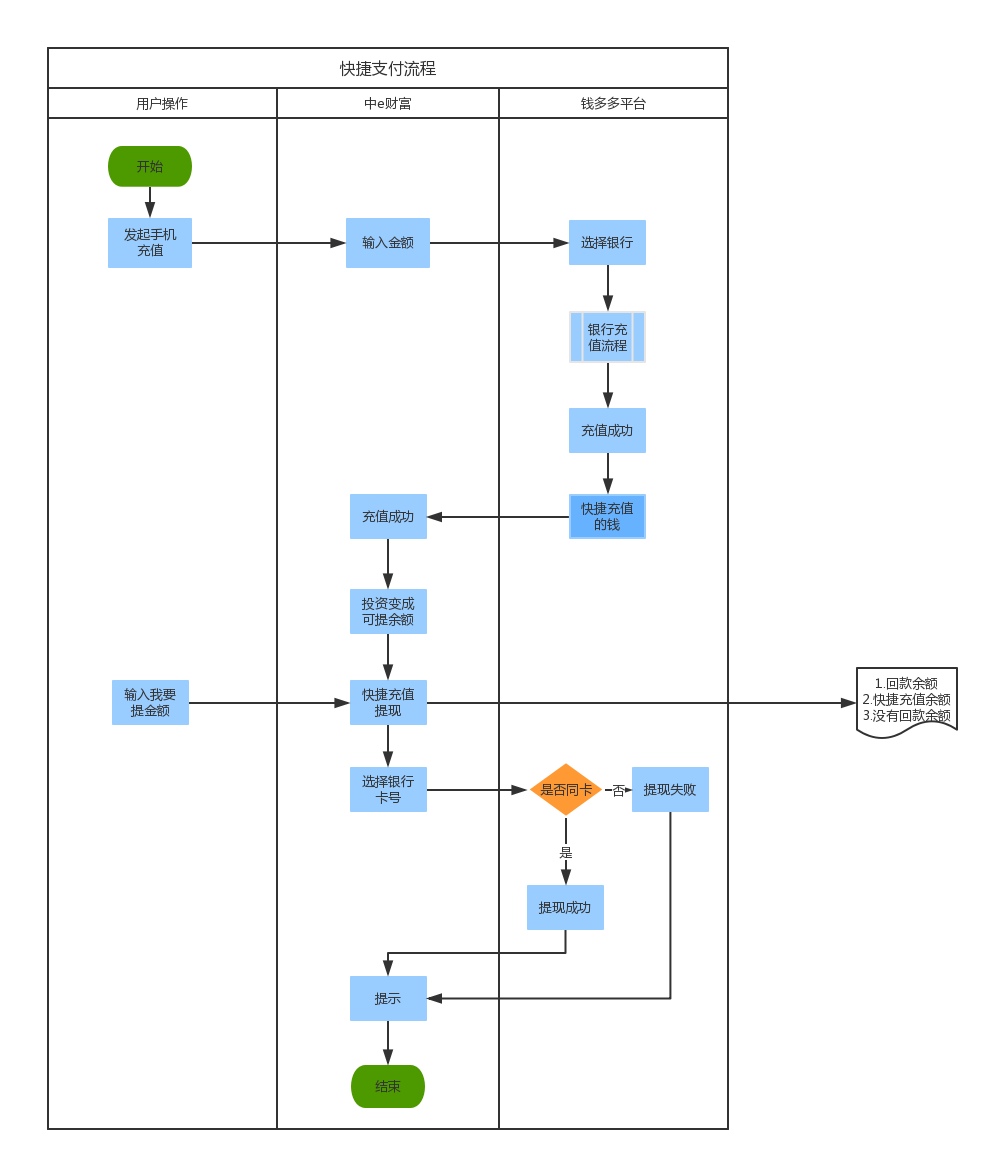 快捷支付流程
用户操作
中e财富
钱多多平台
开始
发起手机
充值
输入金额
选择银行
银行充
值流程
充值成功
快捷充值
的钱
充值成功
投资变成
可提余额
输入我要
提金额
快捷充值
提现
1.回款余额
2.快捷充值余额
3.没有回款余额
选择银行
卡号
是否同卡
否
提现失败
是
提现成功
提示
结束